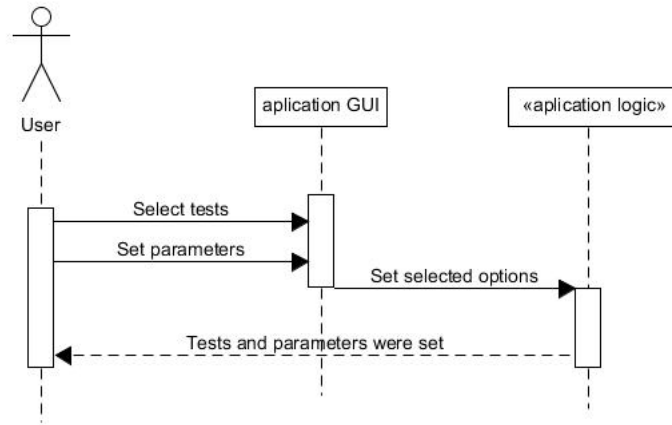 User
aplication GUI
«aplication logic»
Select tests
Set parameters
Set selected options
Tests and parameters were set